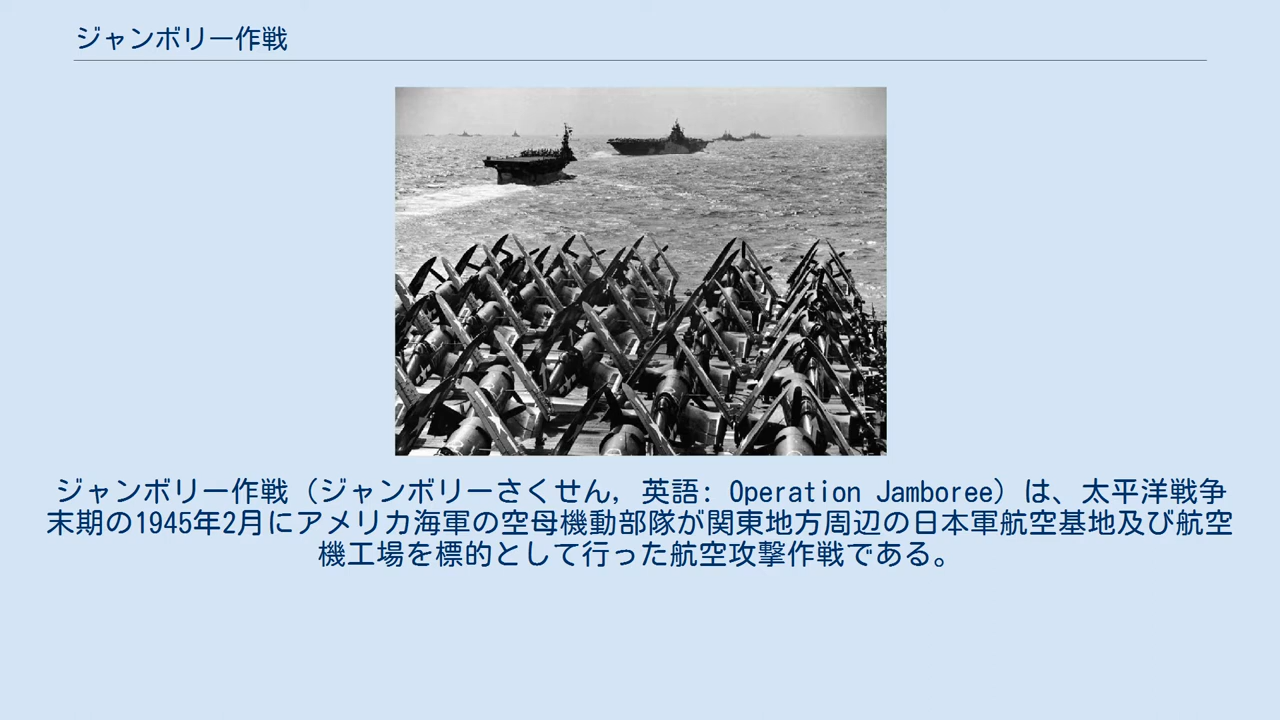 ジャンボリー作戦
ジャンボリー作戦（ジャンボリーさくせん, 英語: Operation Jamboree）は、太平洋戦争
末期の1945年2月にアメリカ海軍の空母機動部隊が関東地方周辺の日本軍航空基地及び航空
機工場を標的として行った航空攻撃作戦である。